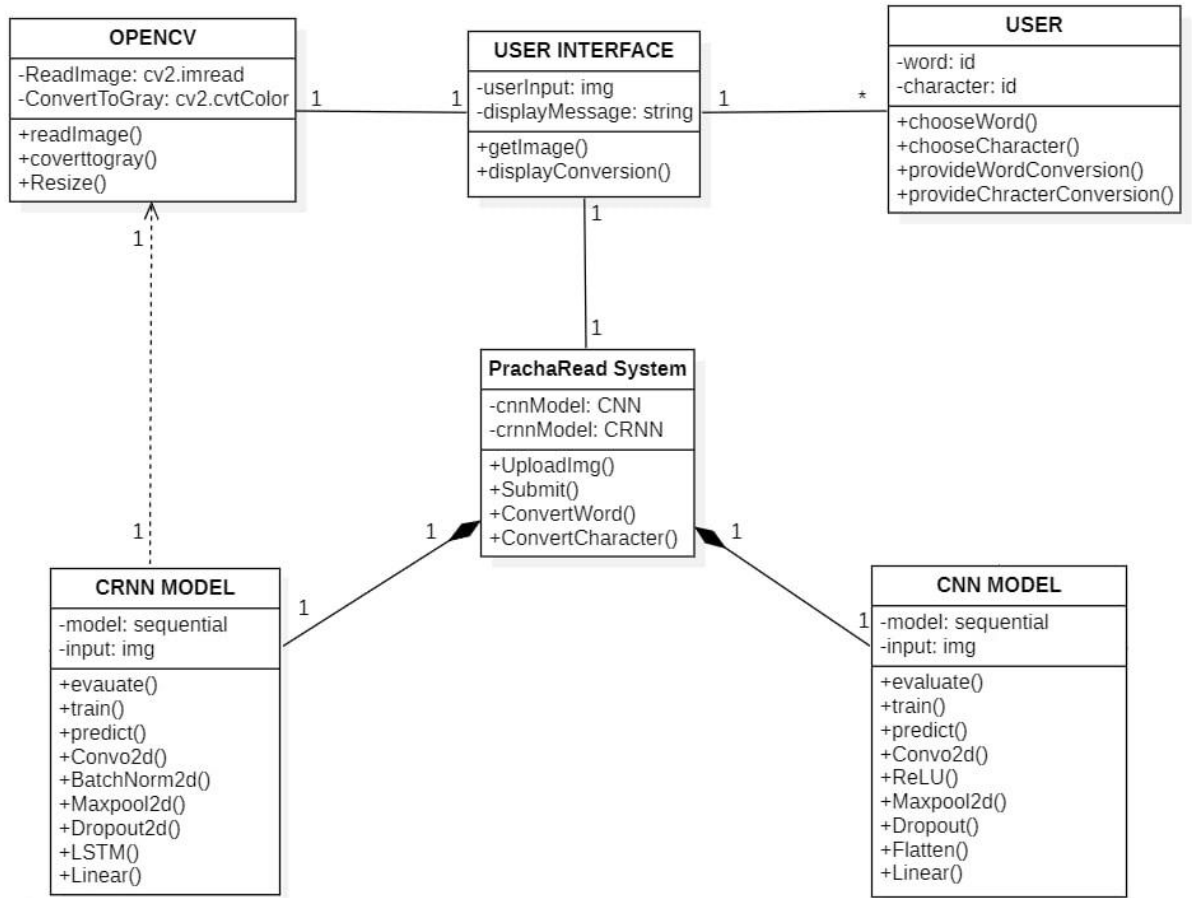 OPENCV
-ReadImage: cv2.imread
-ConvertToGray: cv2.cvtColor
+readImage()
+coverttogray()
+Resize()
1
1
USER INTERFACE
-userInput: img
-displayMessage: string
+getImage()
+displayConversion()
1
*
USER
-word: id
-character: id
+chooseWord()
+chooseCharacter()
+provideWordConversion()
+provideChracterConversion()
1
1
1
1
PrachaRead System
-cnnModel: CNN
-crnnModel: CRNN
+UploadImg()
+Submit()
+ConvertWord()
+ConvertCharacter()
1
1
1
1
CRNN MODEL
-model: sequential
-input: img
+evauate()
+train()
+predict()
+Convo2d()
+BatchNorm2d()
+Maxpool2d()
+Dropout2d()
+LSTM()
+Linear()
CNN MODEL
-model: sequential
-input: img
+evaluate()
+train()
+predict()
+Convo2d()
+ReLU()
+Maxpool2d()
+Dropout()
+Flatten()
+Linear()